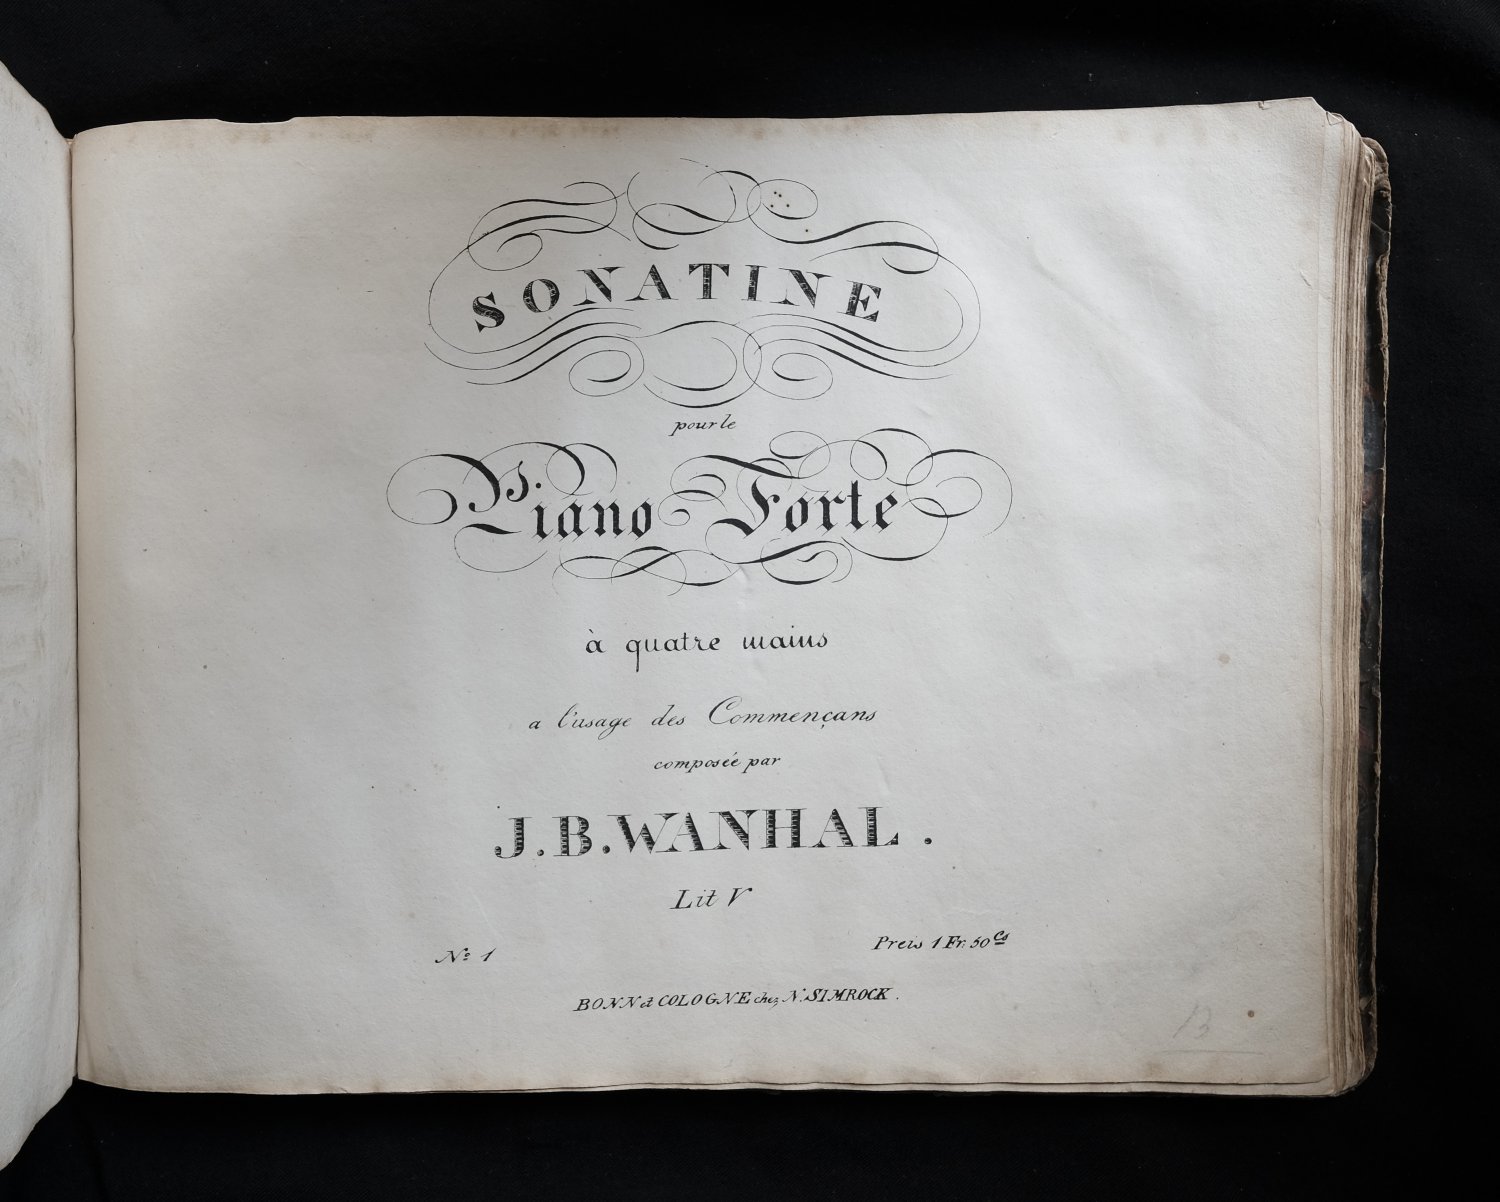 SONATINE
pour le
Piano Forte
à quatre mains
a l'usage des Commençans
composée par
J. B. WANHAL.
Lit V
No 1
Preis 1 Fr. 50 Cs
BONN et COLOGNE chez N. SIMROCK.
13